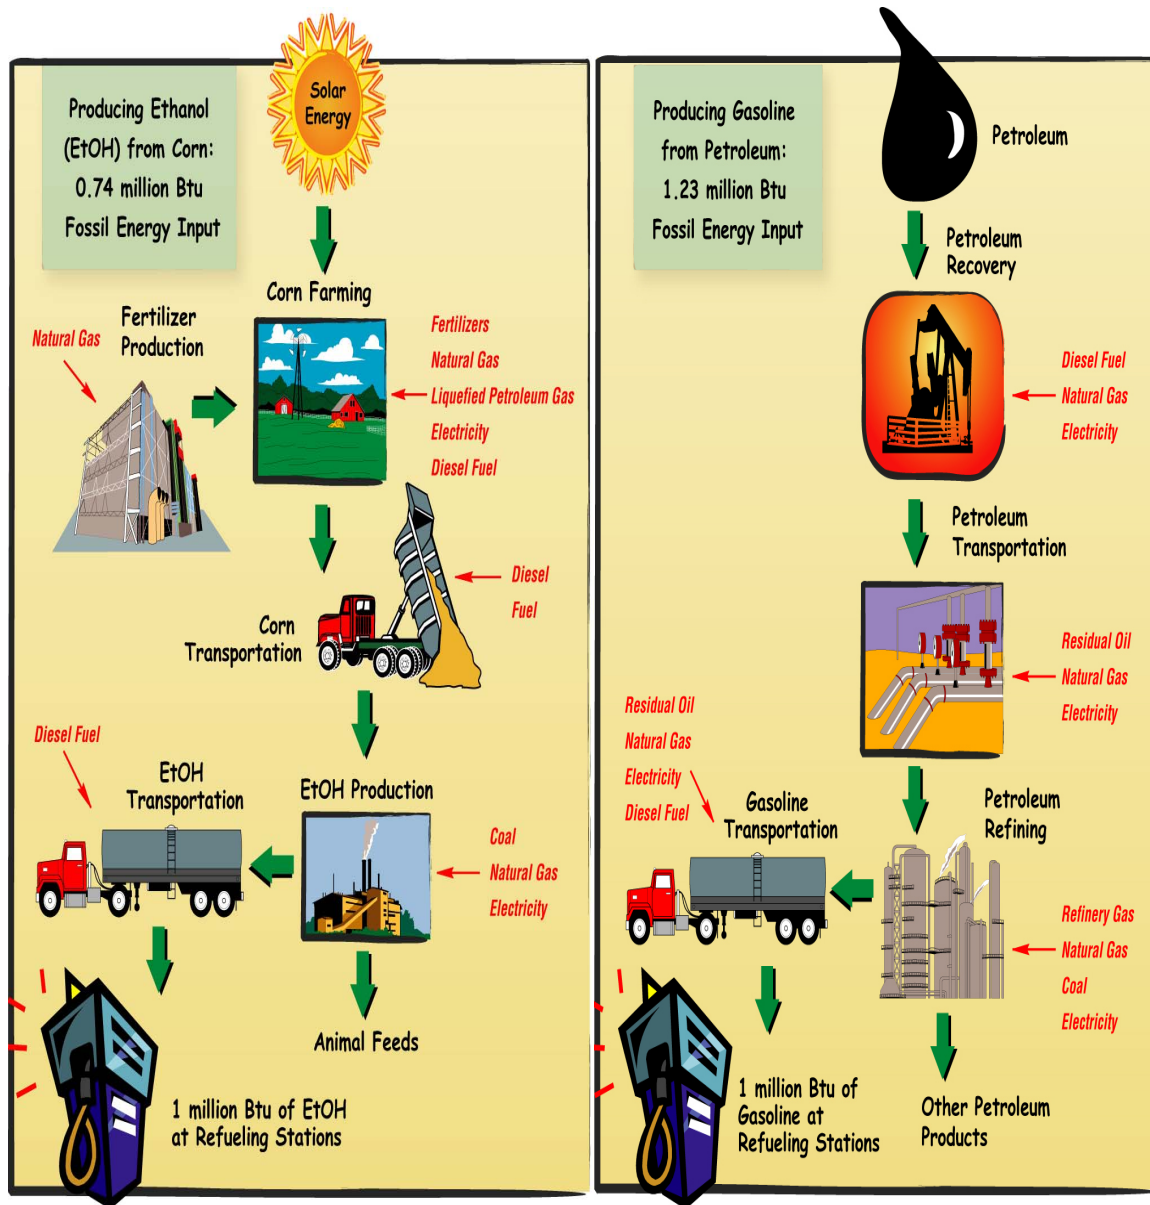 Producing Ethanol
(EtOH) from Corn:
0.74 million Btu
Fossil Energy Input
Solar
Energy
Corn Farming
Natural Gas
Fertilizer
Production
Fertilizers
Natural Gas
Liquefied Petroleum Gas
Electricity
Diesel Fuel
Diesel
Fuel
Corn
Transportation
Diesel Fuel
EtOH
Transportation
EtOH Production
Coal
Natural Gas
Electricity
Animal Feeds
1 million Btu of EtOH
at Refueling Stations
Producing Gasoline
from Petroleum:
1.23 million Btu
Fossil Energy Input
Petroleum
Petroleum
Recovery
Diesel Fuel
Natural Gas
Electricity
Petroleum
Transportation
Residual Oil
Natural Gas
Electricity
Residual Oil
Natural Gas
Electricity
Diesel Fuel
Gasoline
Transportation
Petroleum
Refining
Refinery Gas
Natural Gas
Coal
Electricity
1 million Btu of
Gasoline at
Refueling Stations
Other Petroleum
Products